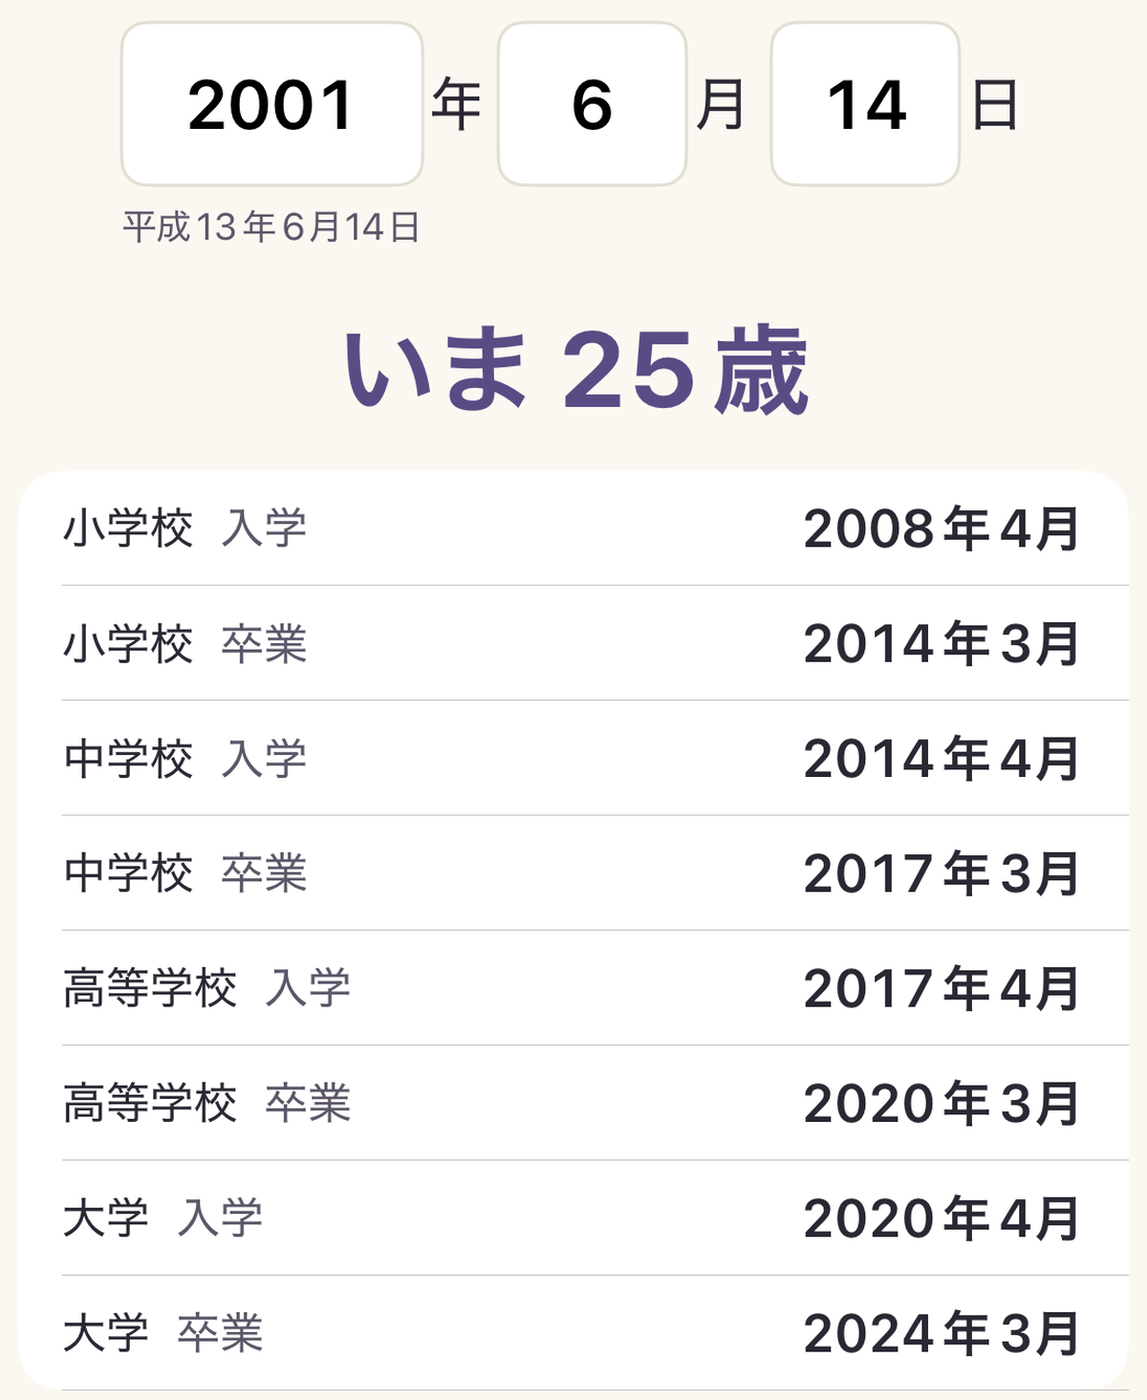 2001年 6月 14日
平成13年6月14日
いま 25歳
小学校 入学 2008年4月
小学校 卒業 2014年3月
中学校 入学 2014年4月
中学校 卒業 2017年3月
高等学校 入学 2017年4月
高等学校 卒業 2020年3月
大学 入学 2020年4月
大学 卒業 2024年3月